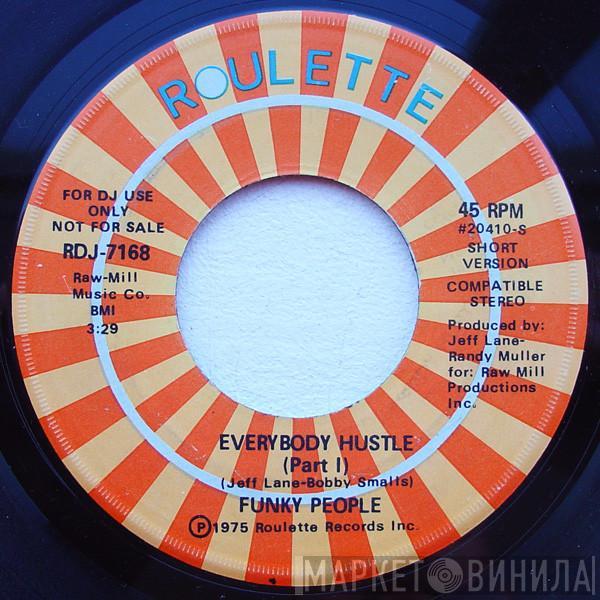 ROULETTE
FOR DJ USE
ONLY
NOT FOR SALE
RDJ-7168
Raw-Mill
Music Co.
BMI
3:29
45 RPM
#20410-S
SHORT
VERSION
COMPATIBLE
STEREO
Produced by:
Jeff Lane-
Randy Muller
for: Raw Mill
Productions
Inc.
EVERYBODY HUSTLE
(Part I)
(Jeff Lane-Bobby Smalls)
FUNKY PEOPLE
Ⓟ1975 Roulette Records Inc.
МАРКЕТ ВИНИЛА